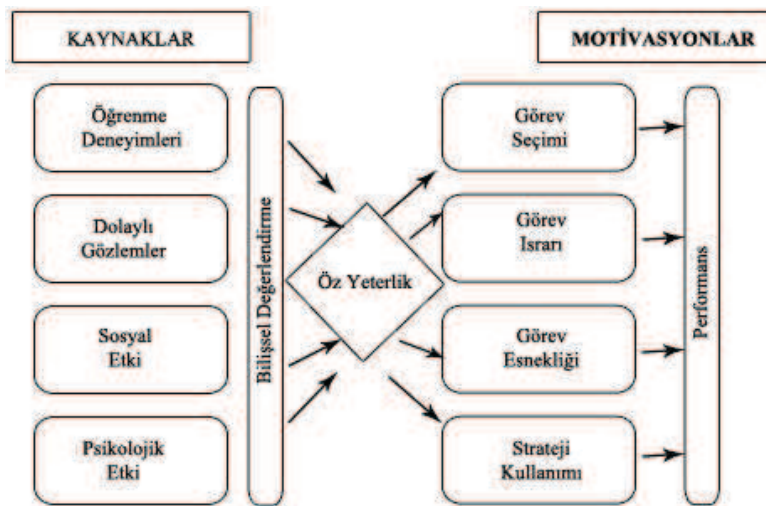 KAYNAKLAR
MOTİVASYONLAR
Öğrenme
Deneyimleri
Dolaylı
Gözlemler
Sosyal
Etki
Psikolojik
Etki
Bilişsel Değerlendirme
Öz Yeterlik
Görev
Seçimi
Görev
Israrı
Görev
Esnekliği
Strateji
Kullanımı
Performans